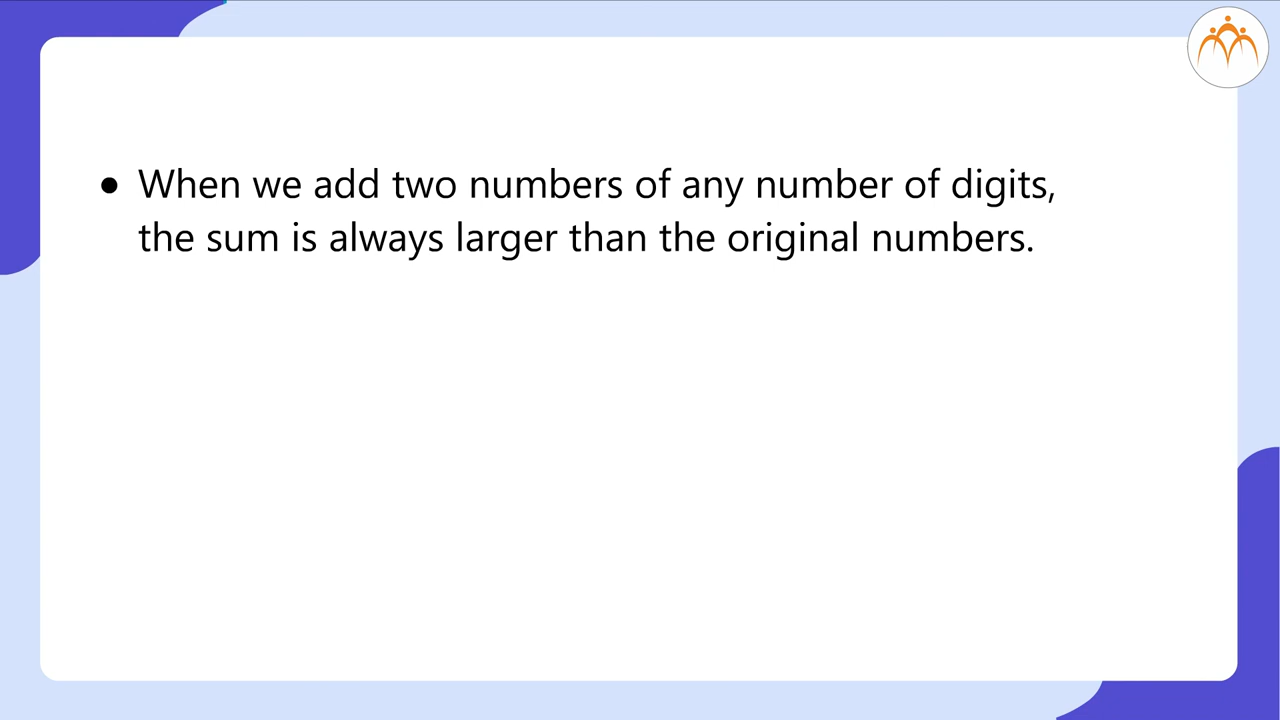 ● When we add two numbers of any number of digits,
the sum is always larger than the original numbers.